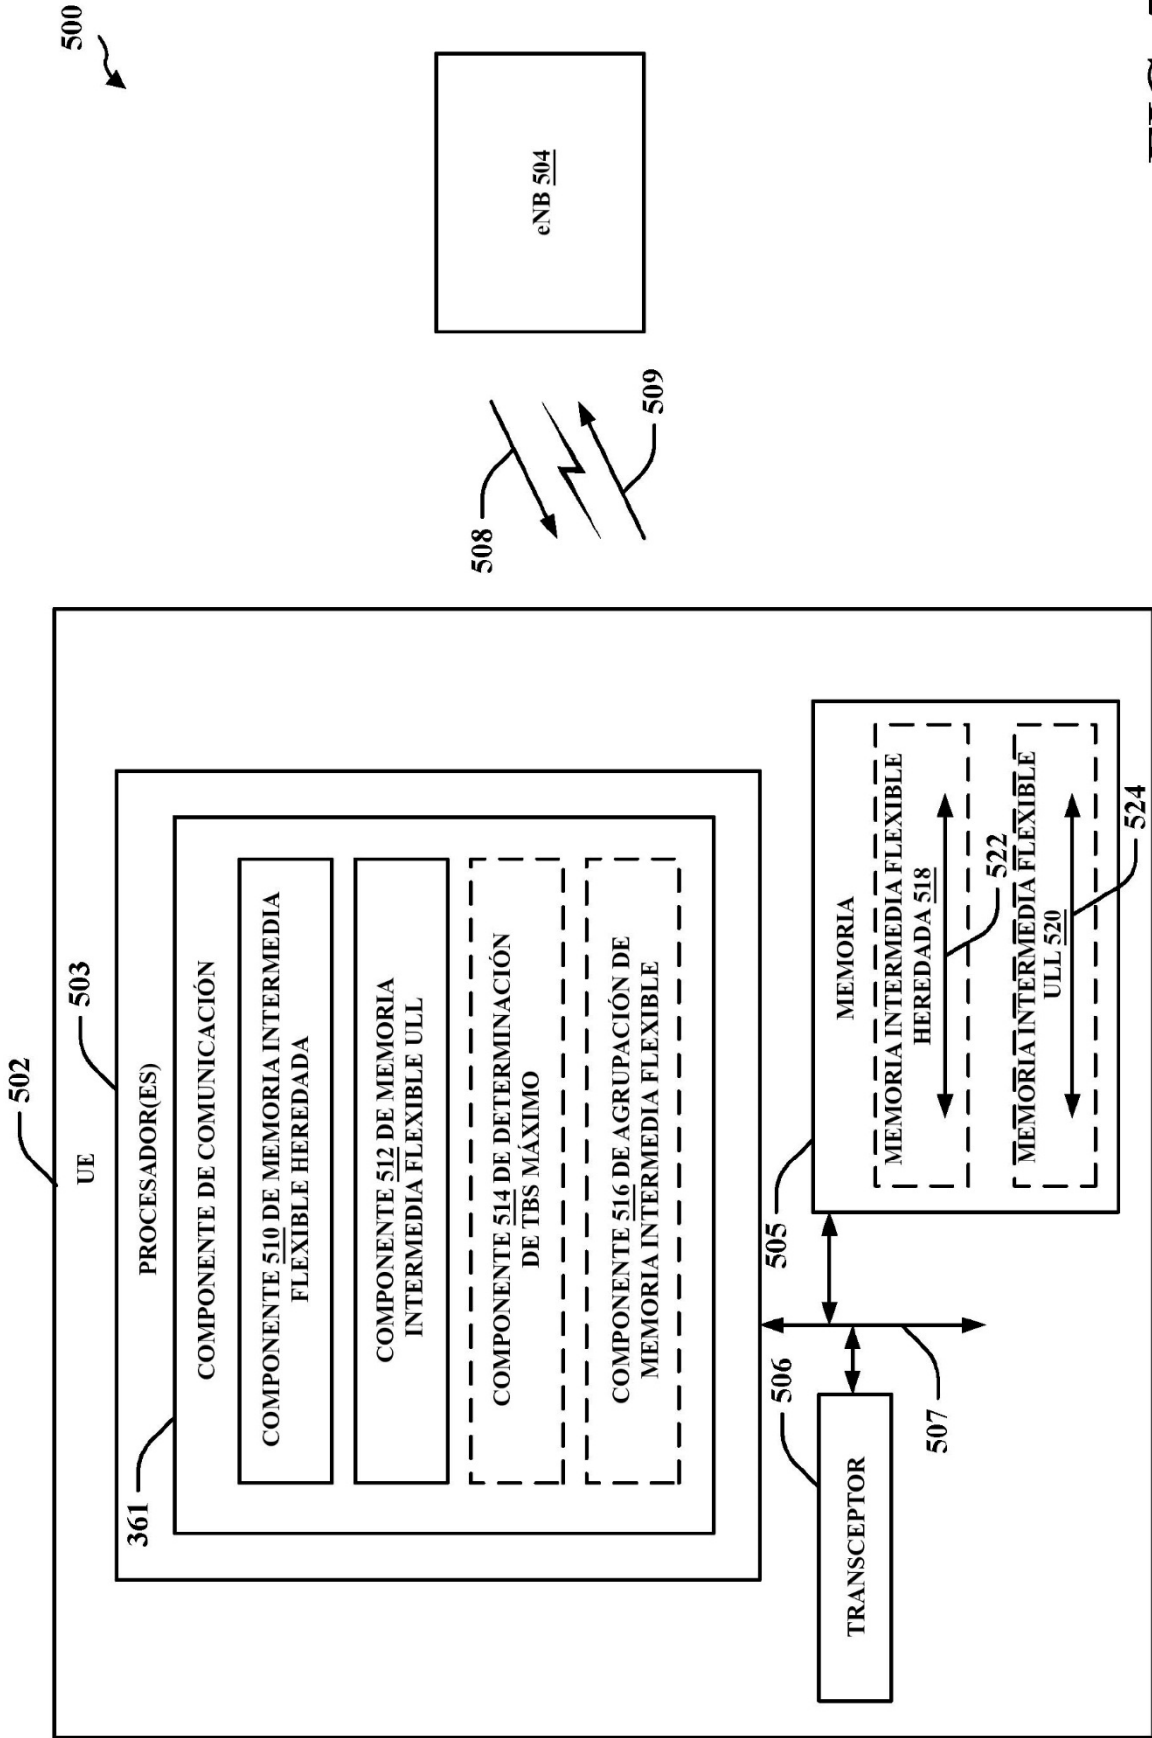 500
502
UE
503
PROCESADOR(ES)
361
COMPONENTE DE COMUNICACIÓN
COMPONENTE 510 DE MEMORIA INTERMEDIA
FLEXIBLE HEREDADA
COMPONENTE 512 DE MEMORIA
INTERMEDIA FLEXIBLE ULL
COMPONENTE 514 DE DETERMINACIÓN
DE TBS MÁXIMO
COMPONENTE 516 DE AGRUPACIÓN DE
MEMORIA INTERMEDIA FLEXIBLE
508
509
eNB 504
506
TRANSCEPTOR
507
505
MEMORIA
MEMORIA INTERMEDIA FLEXIBLE
HEREDADA 518
522
MEMORIA INTERMEDIA FLEXIBLE
ULL 520
524